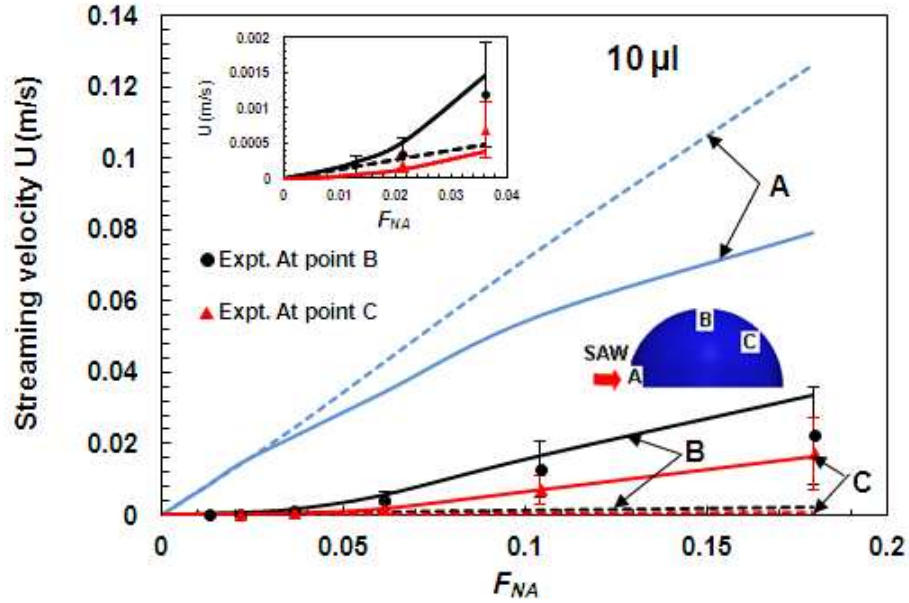 0.14
0.12
0.1
0.08
0.06
0.04
0.02
0
Streaming velocity U (m/s)
0.002
0.0015
0.001
0.0005
0
U (m/s)
0 0.01 0.02 0.03 0.04
F_NA
10 µl
A
Expt. At point B
Expt. At point C
B
C
SAW
A
B
C
0 0.05 0.1 0.15 0.2
F_NA